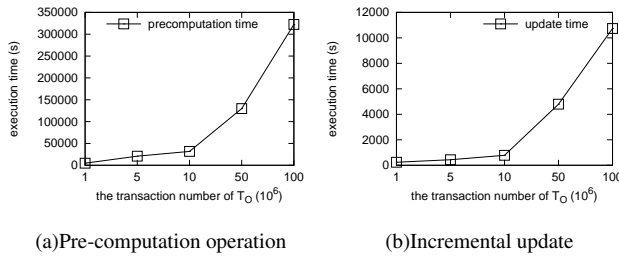 350000
300000
250000
200000
150000
100000
50000
0
precomputation time
execution time (s)
1 5 10 50 100
the transaction number of T_O (10^6)
(a)Pre-computation operation
12000
10000
8000
6000
4000
2000
0
update time
execution time (s)
1 5 10 50 100
the transaction number of T_O (10^6)
(b)Incremental update